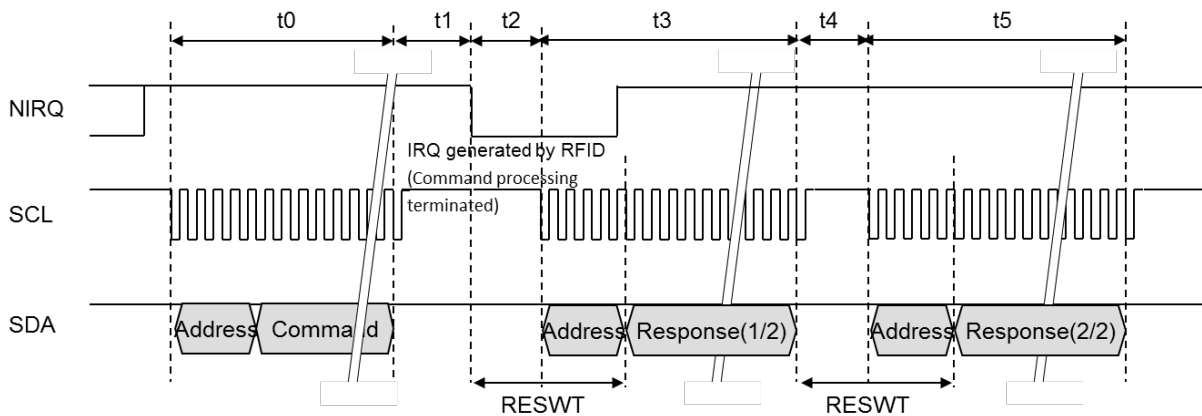 t0 t1 t2 t3 t4 t5
NIRQ
IRQ generated by RFID
(Command processing
terminated)
SCL
SDA Address Command Address Response(1/2) Address Response(2/2)
RESWT RESWT